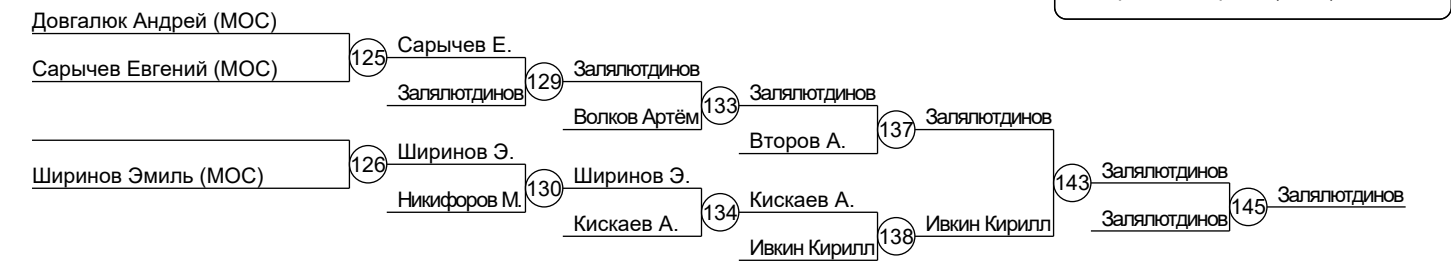 Довгалюк Андрей (МОС)
125
Сарычев Е.
Сарычев Евгений (МОС)
129
Залялютдинов
Залялютдинов
133
Залялютдинов
Волков Артём
137
Залялютдинов
Второв А.
126
Ширинов Э.
Ширинов Эмиль (МОС)
130
Ширинов Э.
143
Залялютдинов
Никифоров М.
134
Кискаев А.
145
Залялютдинов
Кискаев А.
138
Ивкин Кирилл
Залялютдинов
Ивкин Кирилл